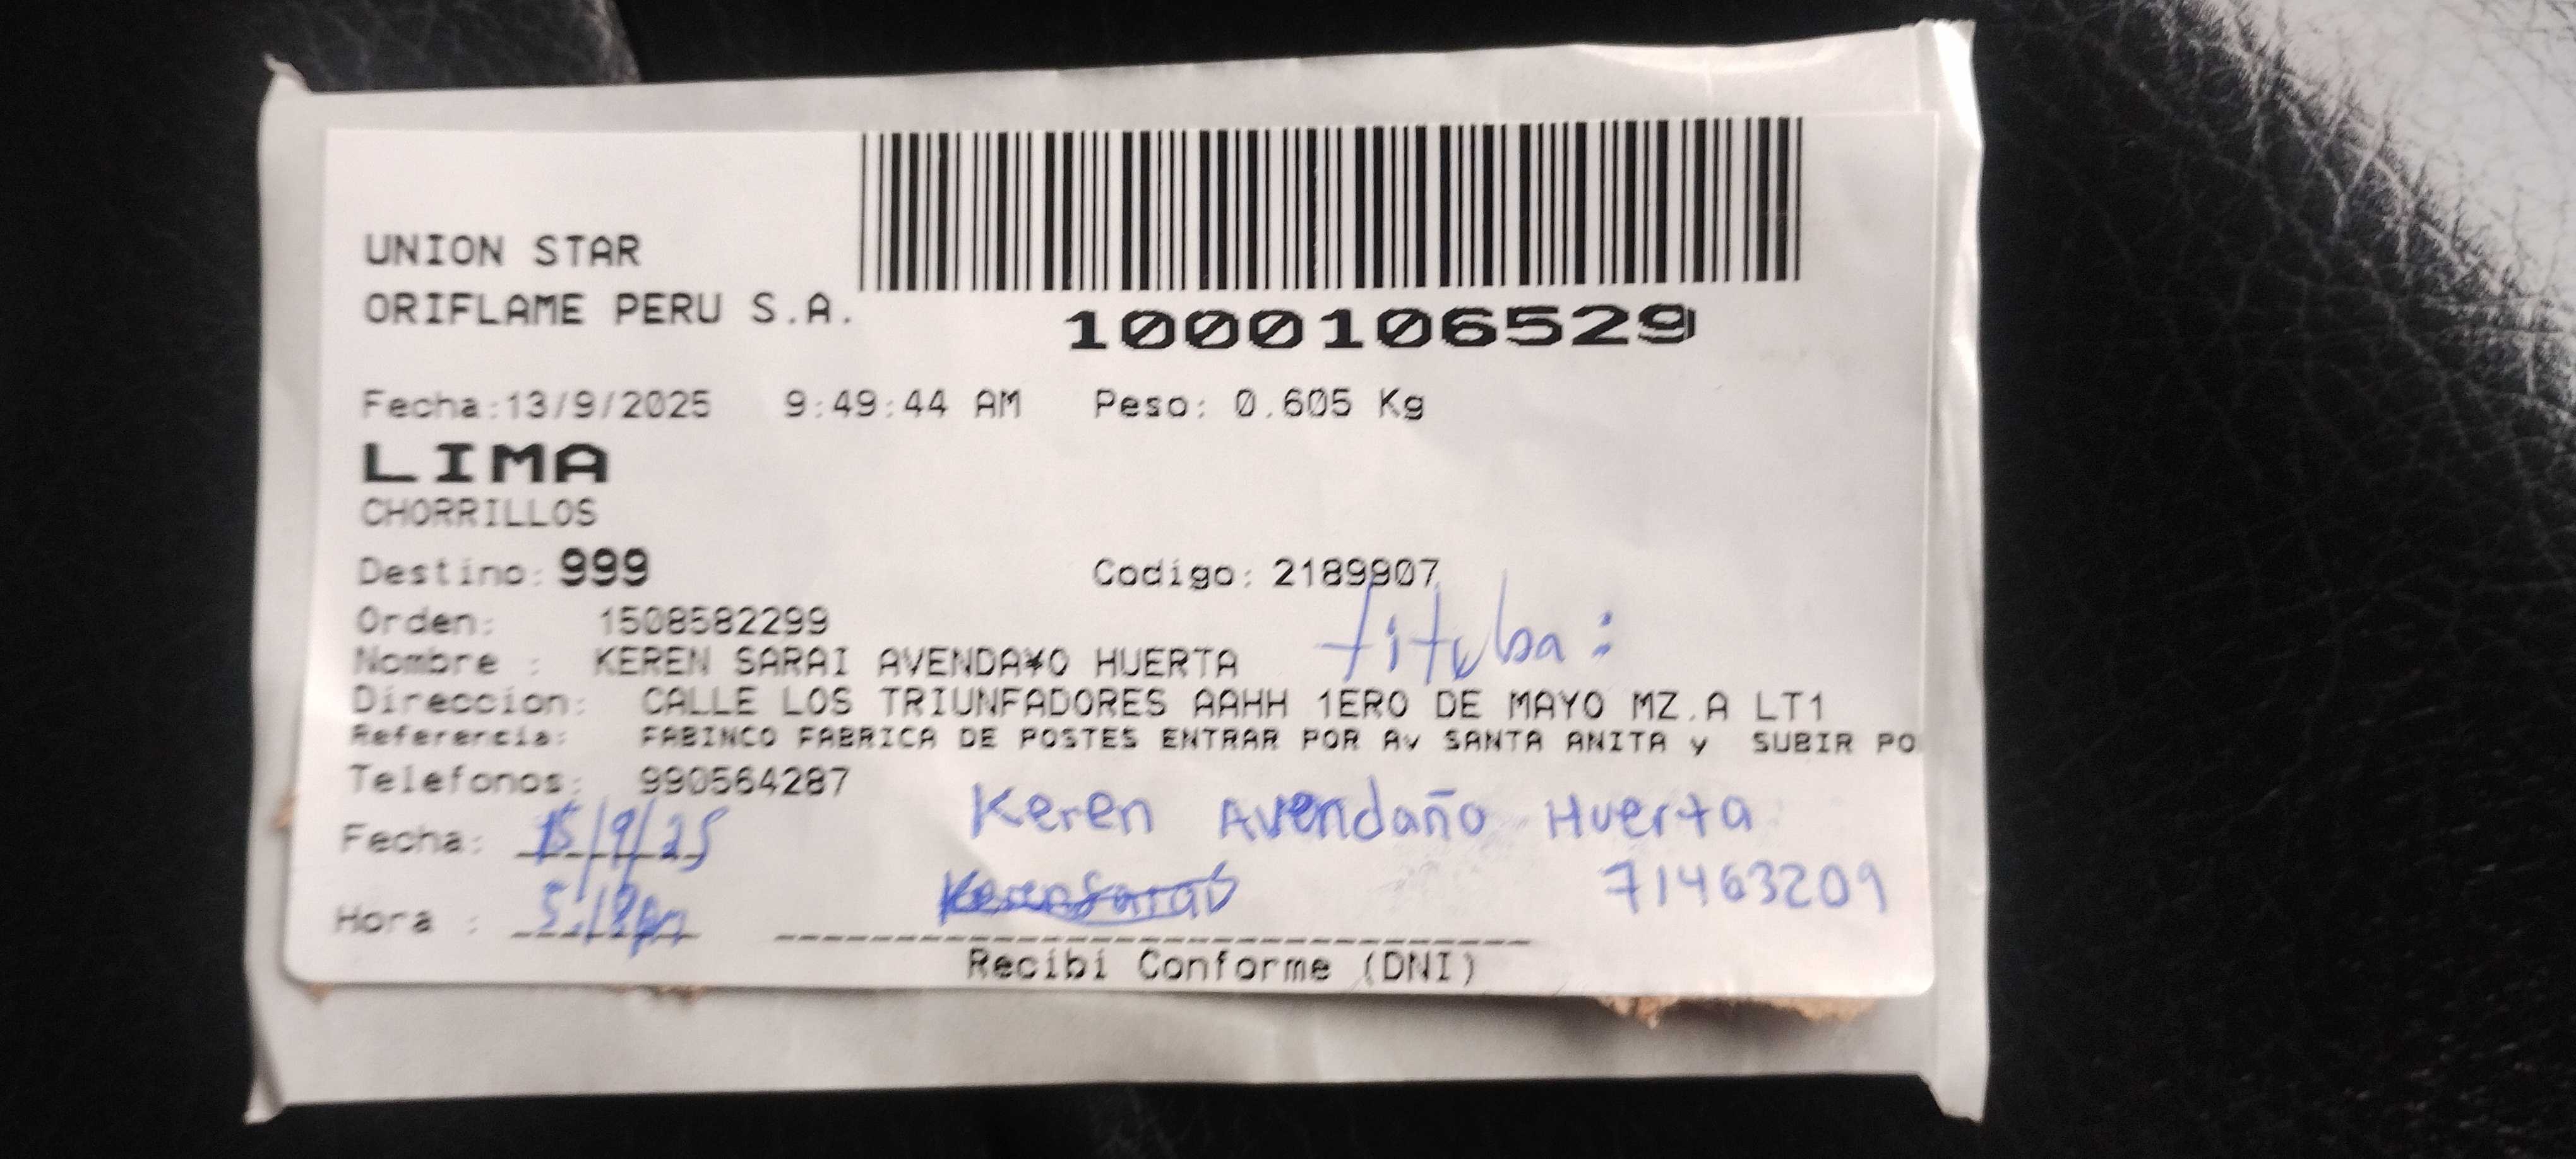 UNION STAR
ORIFLAME PERU S.A.
1000106529
Fecha:13/9/2025 9:49:44 AM Peso: 0.605 Kg
LIMA
CHORRILLOS
Destino: 999 Codigo: 2189907
Orden: 1508582299
titular:
Nombre : KEREN SARAI AVENDA¥O HUERTA
Direccion: CALLE LOS TRIUNFADORES AAHH 1ERO DE MAYO MZ.A LT1
Referencia: FABINCO FABRICA DE POSTES ENTRAR POR Av SANTA ANITA y SUBIR PO
Telefonos: 990564287
Keren Avendaño Huerta
Fecha: 15/9/25
71463209
Hora :
Recibi Conforme (DNI)